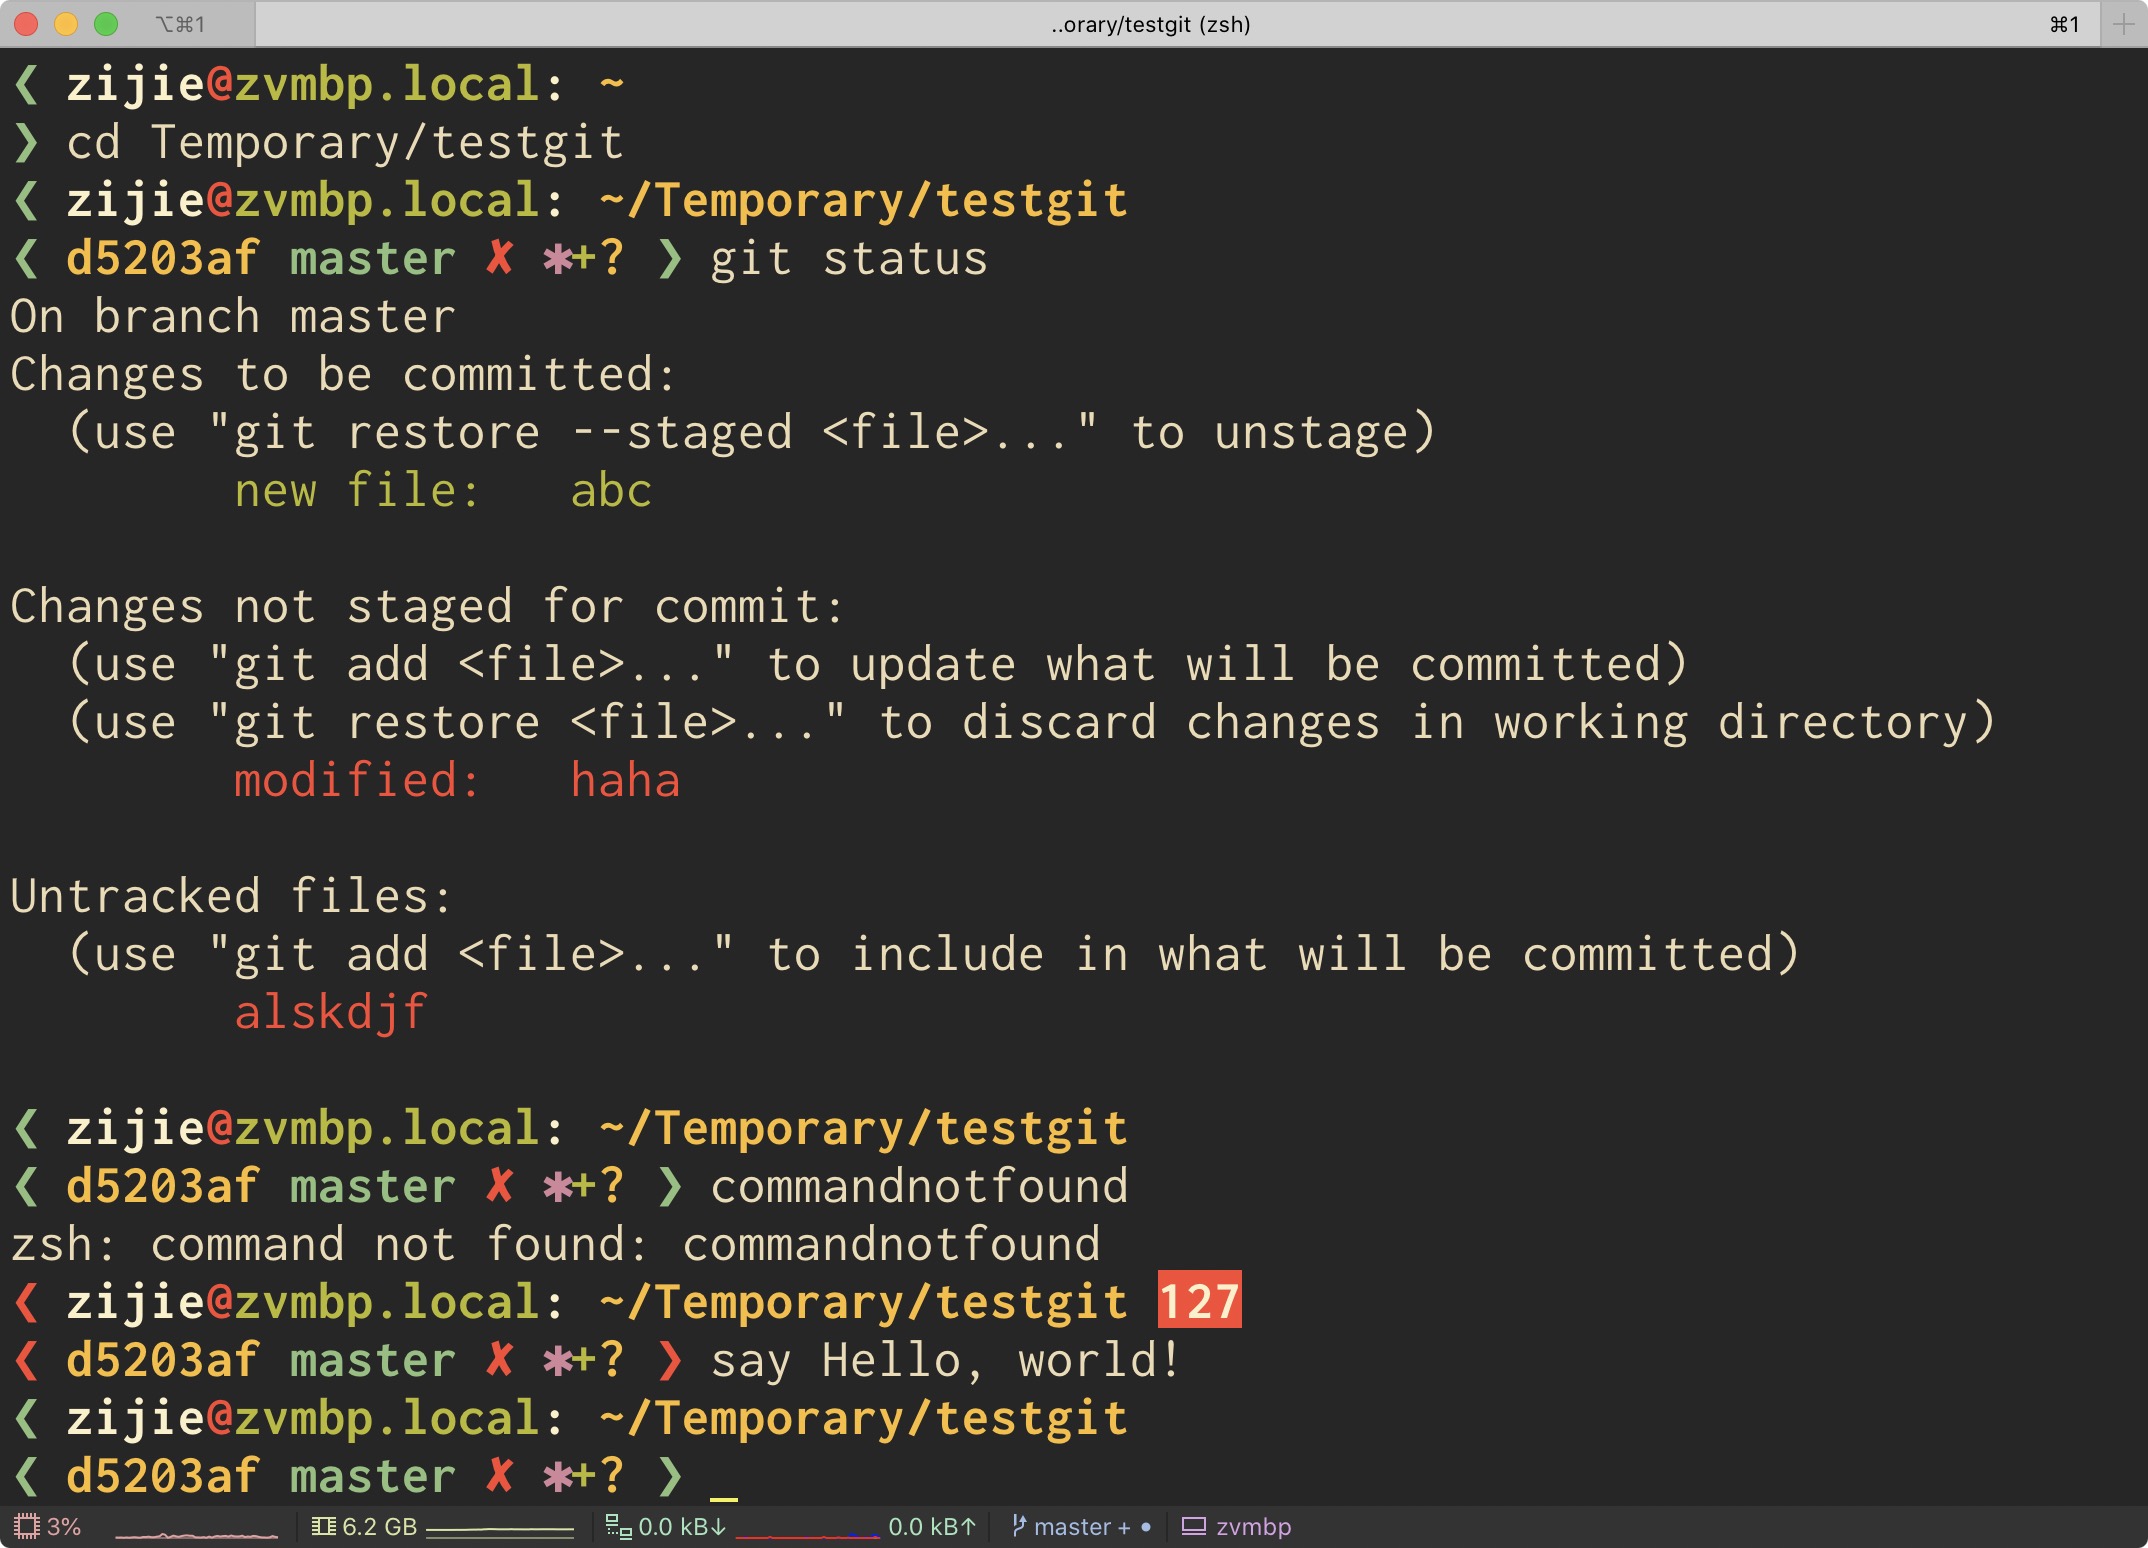 ⌥⌘1 ..orary/testgit (zsh) ⌘1 +
❮ zijie@zvmbp.local: ~
❯ cd Temporary/testgit
❮ zijie@zvmbp.local: ~/Temporary/testgit
❮ d5203af master ✗ ✱+? ❯ git status
On branch master
Changes to be committed:
  (use "git restore --staged <file>..." to unstage)
        new file:   abc
Changes not staged for commit:
  (use "git add <file>..." to update what will be committed)
  (use "git restore <file>..." to discard changes in working directory)
        modified:   haha
Untracked files:
  (use "git add <file>..." to include in what will be committed)
        alskdjf
❮ zijie@zvmbp.local: ~/Temporary/testgit
❮ d5203af master ✗ ✱+? ❯ commandnotfound
zsh: command not found: commandnotfound
❮ zijie@zvmbp.local: ~/Temporary/testgit 127
❮ d5203af master ✗ ✱+? ❯ say Hello, world!
❮ zijie@zvmbp.local: ~/Temporary/testgit
❮ d5203af master ✗ ✱+? ❯ _
3% 6.2 GB 0.0 kB↓ 0.0 kB↑ master + • zvmbp